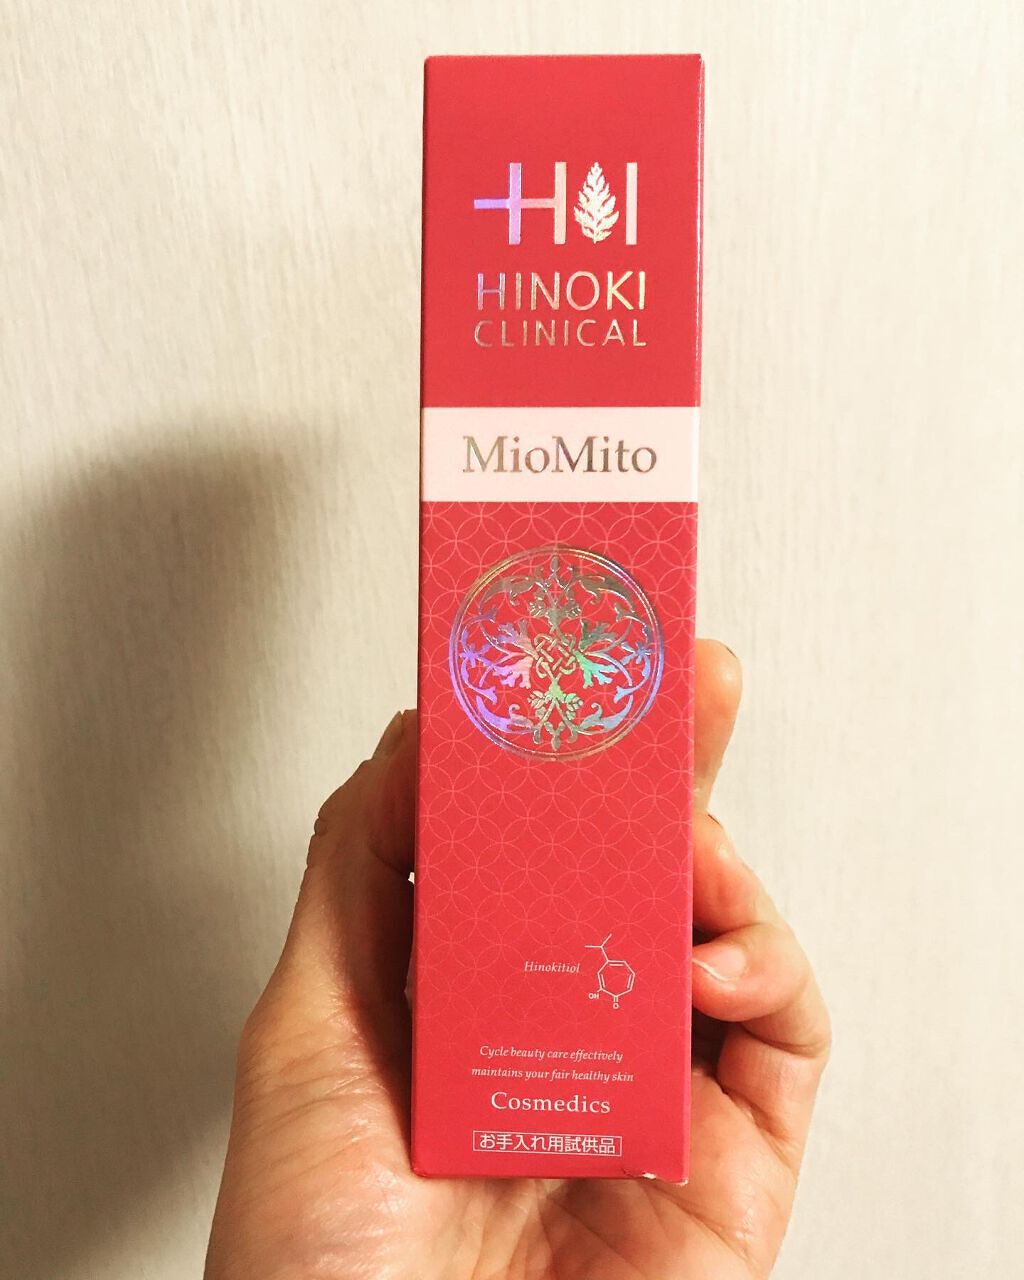 HI
HINOKI
CLINICAL
MioMito
Hinokitiol
OH
O
Cycle beauty care effectively
maintains your fair healthy skin
Cosmedics
お手入れ用試供品